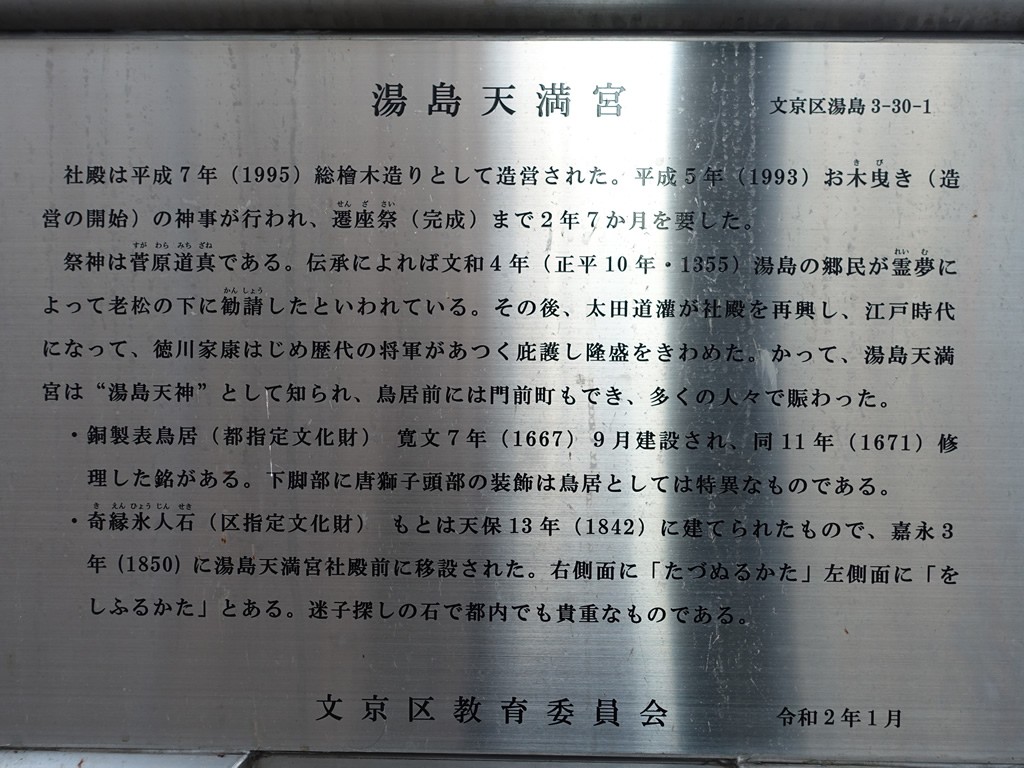 湯島天満宮
文京区湯島3-30-1
社殿は平成7年（1995）総檜木造りとして造営された。平成5年（1993）お木曳き（造
営の開始）の神事が行われ、遷座祭（完成）まで2年7か月を要した。
祭神は菅原道真である。伝承によれば文和4年（正平10年・1355）湯島の郷民が霊夢に
よって老松の下に勧請したといわれている。その後、太田道灌が社殿を再興し、江戸時代
になって、徳川家康はじめ歴代の将軍があつく庇護し隆盛をきわめた。かって、湯島天満
宮は“湯島天神”として知られ、鳥居前には門前町もでき、多くの人々で賑わった。
・銅製表鳥居（都指定文化財）　寛文7年（1667）9月建設され、同11年（1671）修
理した銘がある。下脚部に唐獅子頭部の装飾は鳥居としては特異なものである。
・奇縁氷人石（区指定文化財）　もとは天保13年（1842）に建てられたもので、嘉永3
年(1850)に湯島天満宮社殿前に移設された。右側面に「たづぬるかた」左側面に「を
しふるかた」とある。迷子探しの石で都内でも貴重なものである。
文京区教育委員会
令和2年1月